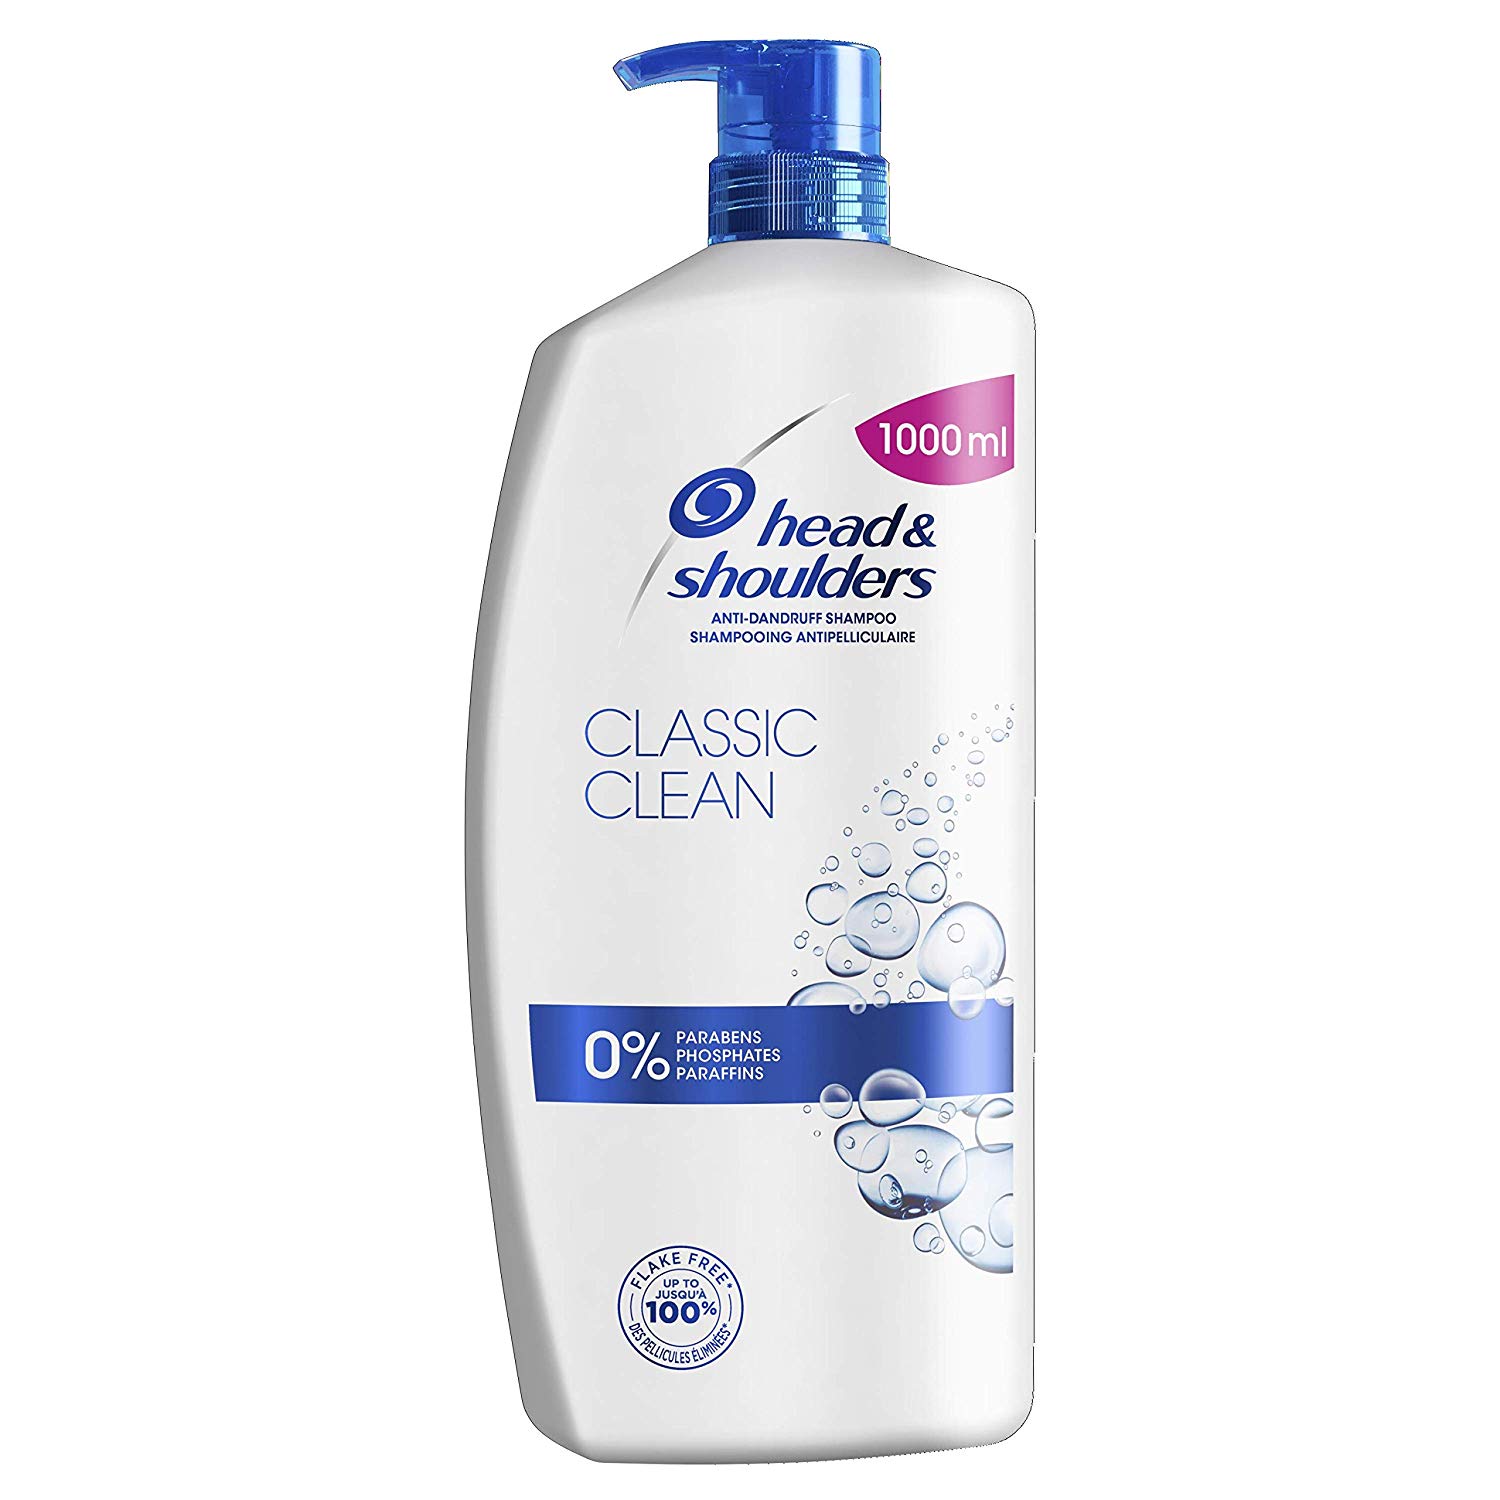 1000 ml
head &
shoulders
ANTI-DANDRUFF SHAMPOO
SHAMPOOING ANTIPELLICULAIRE
CLASSIC
CLEAN
0% PARABENS
PHOSPHATES
PARAFFINS
FLAKE FREE*
UP TO
JUSQU'À
100%
DES PELLICULES ÉLIMINÉES*